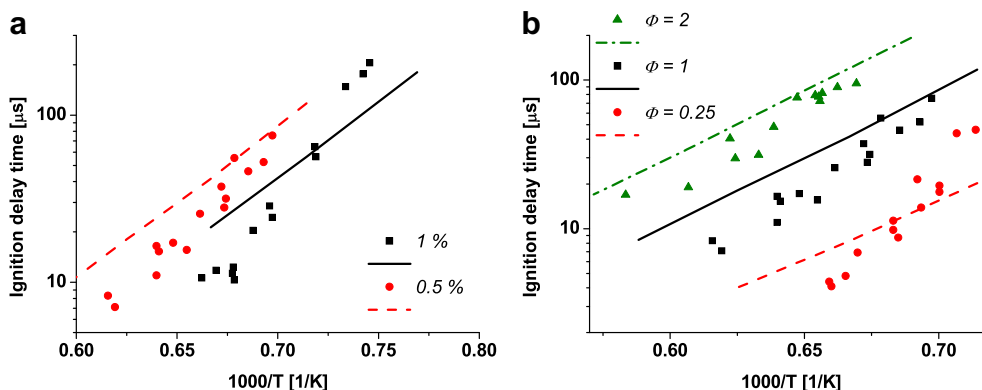 a
Ignition delay time [µs]
100
10
0.60
0.65
0.70
0.75
0.80
1000/T [1/K]
1 %
0.5 %
b
Φ = 2
Φ = 1
Φ = 0.25
Ignition delay time [µs]
100
10
0.60
0.65
0.70
1000/T [1/K]